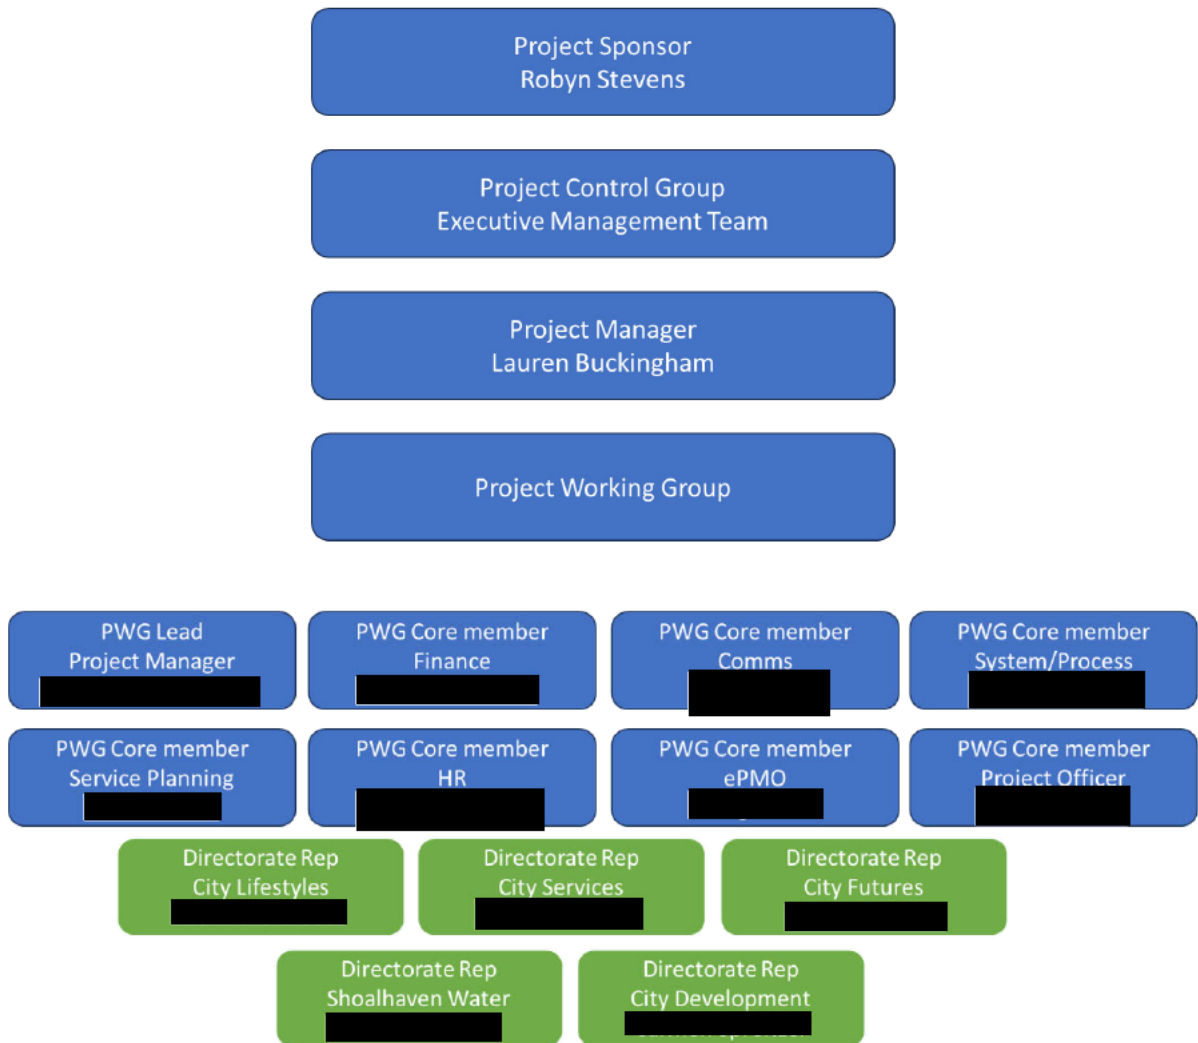 Project Sponsor
Robyn Stevens
Project Control Group
Executive Management Team
Project Manager
Lauren Buckingham
Project Working Group
PWG Lead
Project Manager
PWG Core member
Finance
PWG Core member
Comms
PWG Core member
System/Process
PWG Core member
Service Planning
PWG Core member
HR
PWG Core member
ePMO
PWG Core member
Project Officer
Directorate Rep
City Lifestyles
Directorate Rep
City Services
Directorate Rep
City Futures
Directorate Rep
Shoalhaven Water
Directorate Rep
City Development